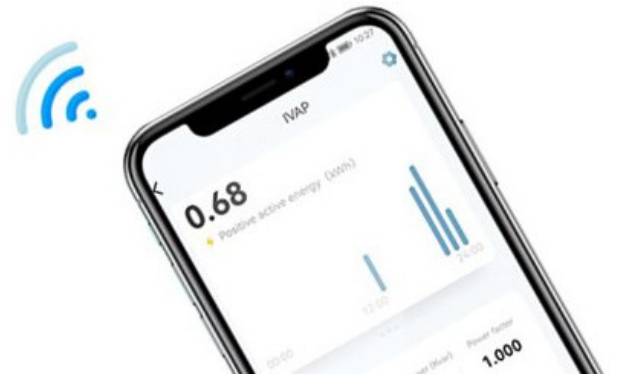 10:27
IVAP
0.68
Positive active energy (kWh)
00:00
12:00
24:00
Power factor
1.000